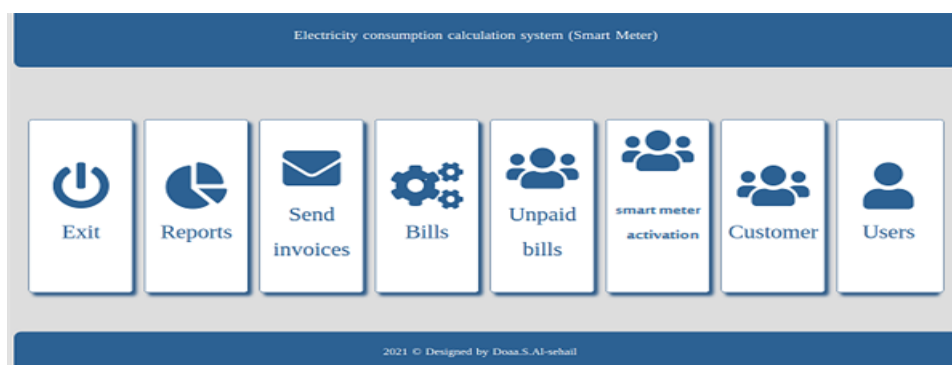 Electricity consumption calculation system (Smart Meter)
Exit
Reports
Send
invoices
Bills
Unpaid
bills
smart meter
activation
Customer
Users
2021 © Designed by Doaa.S.Al-sehail